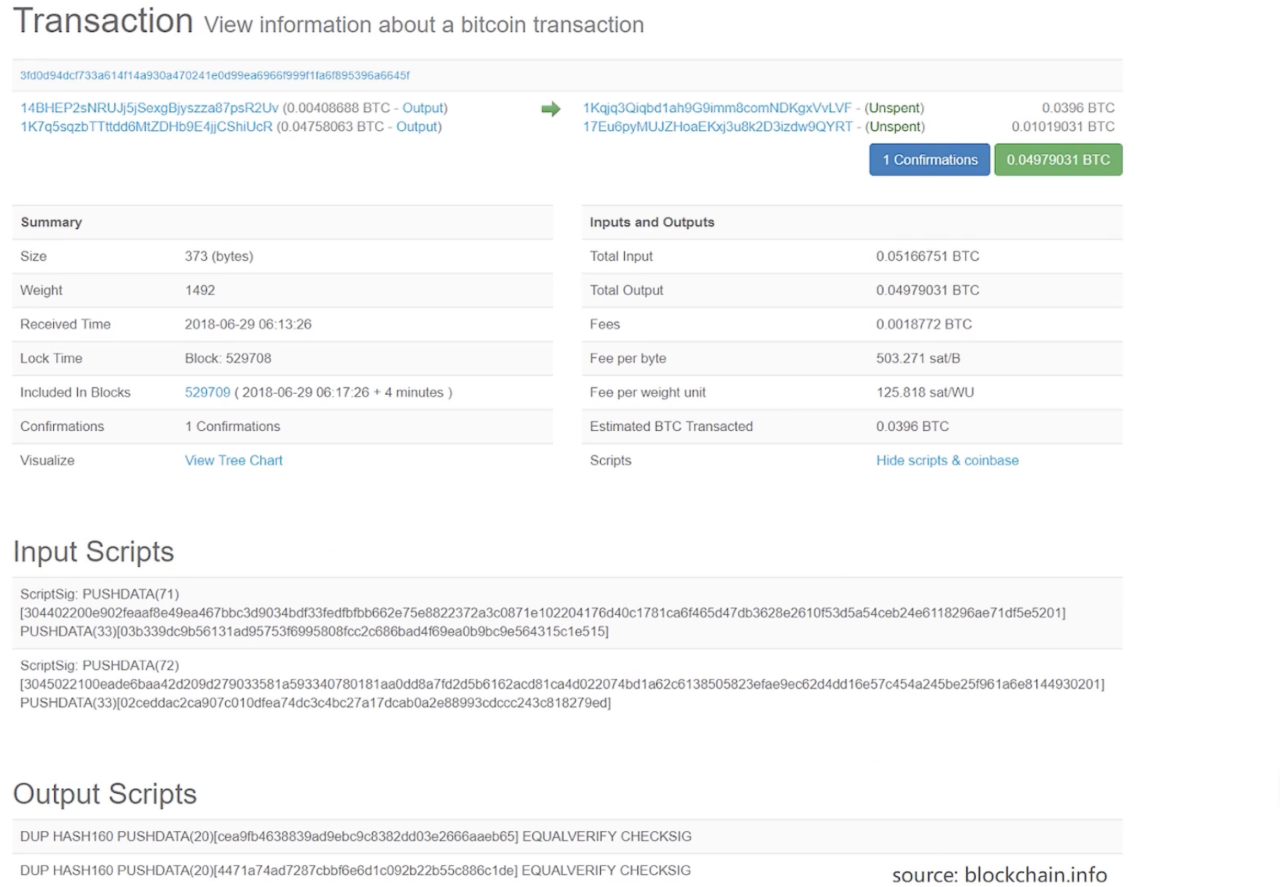 Transaction View information about a bitcoin transaction
3fd0d94dcf733a614f14a930a470241e0d99ea6966f999f1fa6f895396a6645f
14BHEP2sNRUJj5jSexgBjyszza87psR2Uv (0.00408688 BTC - Output)
1K7q5sqzbTTttdd6MtZDHb9E4jjCShiUcR (0.04758063 BTC - Output)
1Kqjq3Qiqbd1ah9G9imm8comNDKgxVvLVF - (Unspent) 0.0396 BTC
17Eu6pyMUJZHoaEKxj3u8k2D3izdw9QYRT - (Unspent) 0.01019031 BTC
1 Confirmations 0.04979031 BTC
Summary
Size 373 (bytes)
Weight 1492
Received Time 2018-06-29 06:13:26
Lock Time Block: 529708
Included In Blocks 529709 ( 2018-06-29 06:17:26 + 4 minutes )
Confirmations 1 Confirmations
Visualize View Tree Chart
Inputs and Outputs
Total Input 0.05166751 BTC
Total Output 0.04979031 BTC
Fees 0.0018772 BTC
Fee per byte 503.271 sat/B
Fee per weight unit 125.818 sat/WU
Estimated BTC Transacted 0.0396 BTC
Scripts Hide scripts & coinbase
Input Scripts
ScriptSig: PUSHDATA(71)
[304402200e902feaaf8e49ea467bbc3d9034bdf33fedfbfbb662e75e8822372a3c0871e102204176d40c1781ca6f465d47db3628e2610f53d5a54ceb24e6118296ae71df5e5201]
PUSHDATA(33)[03b339dc9b56131ad95753f6995808fcc2c686bad4f69ea0b9bc9e564315c1e515]
ScriptSig: PUSHDATA(72)
[3045022100eade6baa42d209d279033581a593340780181aa0dd8a7fd2d5b6162acd81ca4d022074bd1a62c6138505823efae9ec62d4dd16e57c454a245be25f961a6e8144930201]
PUSHDATA(33)[02ceddac2ca907c010dfea74dc3c4bc27a17dcab0a2e88993cdccc243c818279ed]
Output Scripts
DUP HASH160 PUSHDATA(20)[cea9fb4638839ad9ebc9c8382dd03e2666aaeb65] EQUALVERIFY CHECKSIG
DUP HASH160 PUSHDATA(20)[4471a74ad7287cbbf6e6d1c092b22b55c886c1de] EQUALVERIFY CHECKSIG
source: blockchain.info